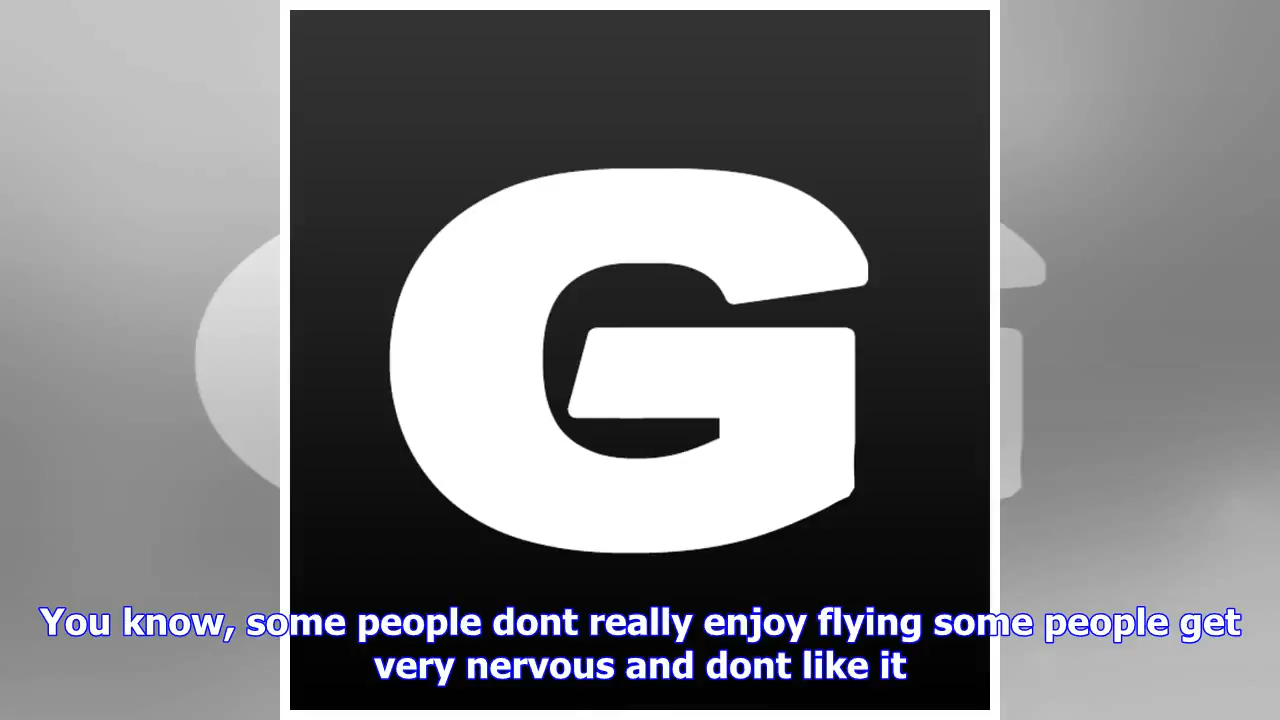 G
You know, some people dont really enjoy flying some people get
very nervous and dont like it